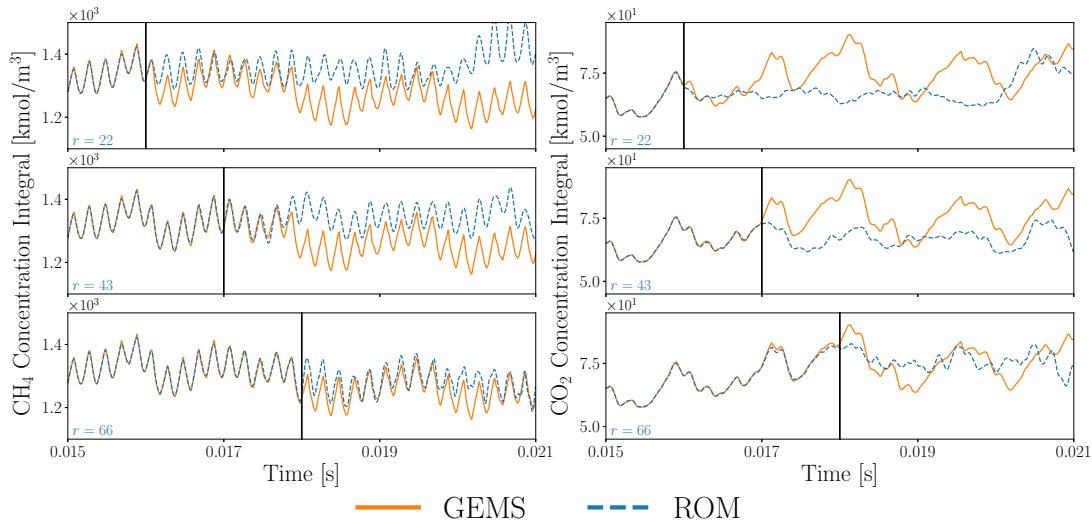 ×10³
×10¹
1.4
1.2
r = 22
7.5
5.0
r = 22
×10³
×10¹
1.4
1.2
r = 43
7.5
5.0
r = 43
×10³
×10¹
1.4
1.2
r = 66
7.5
5.0
r = 66
CH₄ Concentration Integral [kmol/m³]
CO₂ Concentration Integral [kmol/m³]
0.015 0.017 0.019 0.021
0.015 0.017 0.019 0.021
Time [s]
Time [s]
GEMS ROM